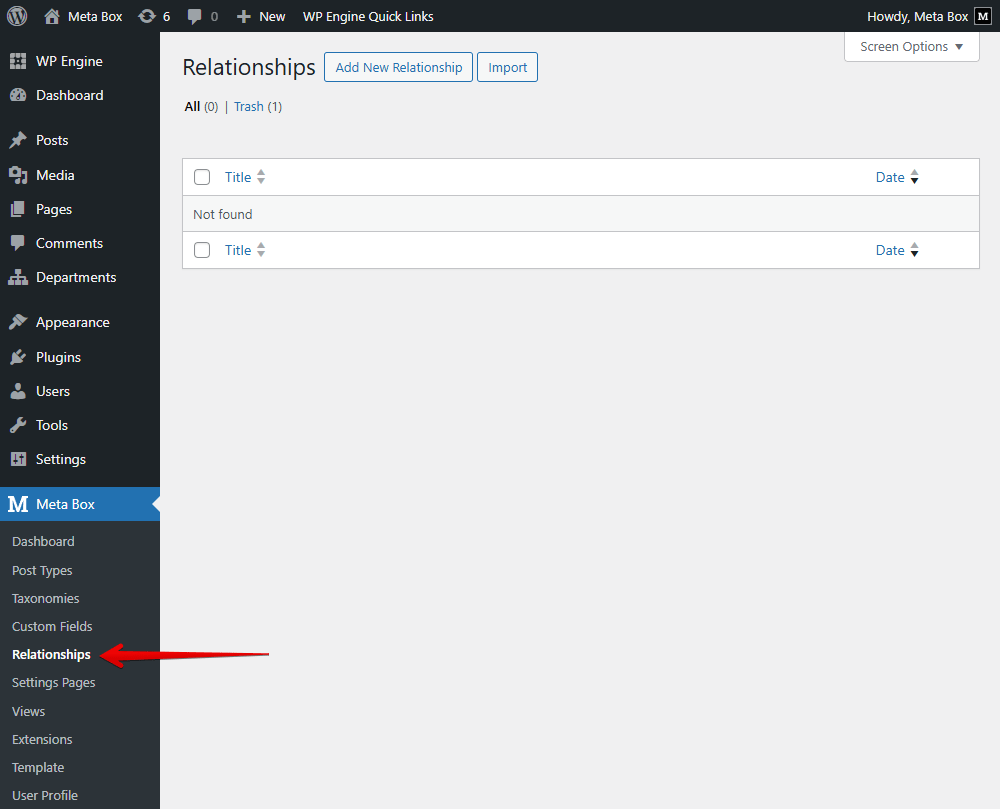 Meta Box 6 0 New WP Engine Quick Links Howdy, Meta Box M
Screen Options
WP Engine
Dashboard
Posts
Media
Pages
Comments
Departments
Appearance
Plugins
Users
Tools
Settings
M Meta Box
Dashboard
Post Types
Taxonomies
Custom Fields
Relationships
Settings Pages
Views
Extensions
Template
User Profile
Relationships Add New Relationship Import
All (0) | Trash (1)
Title Date
Not found
Title Date